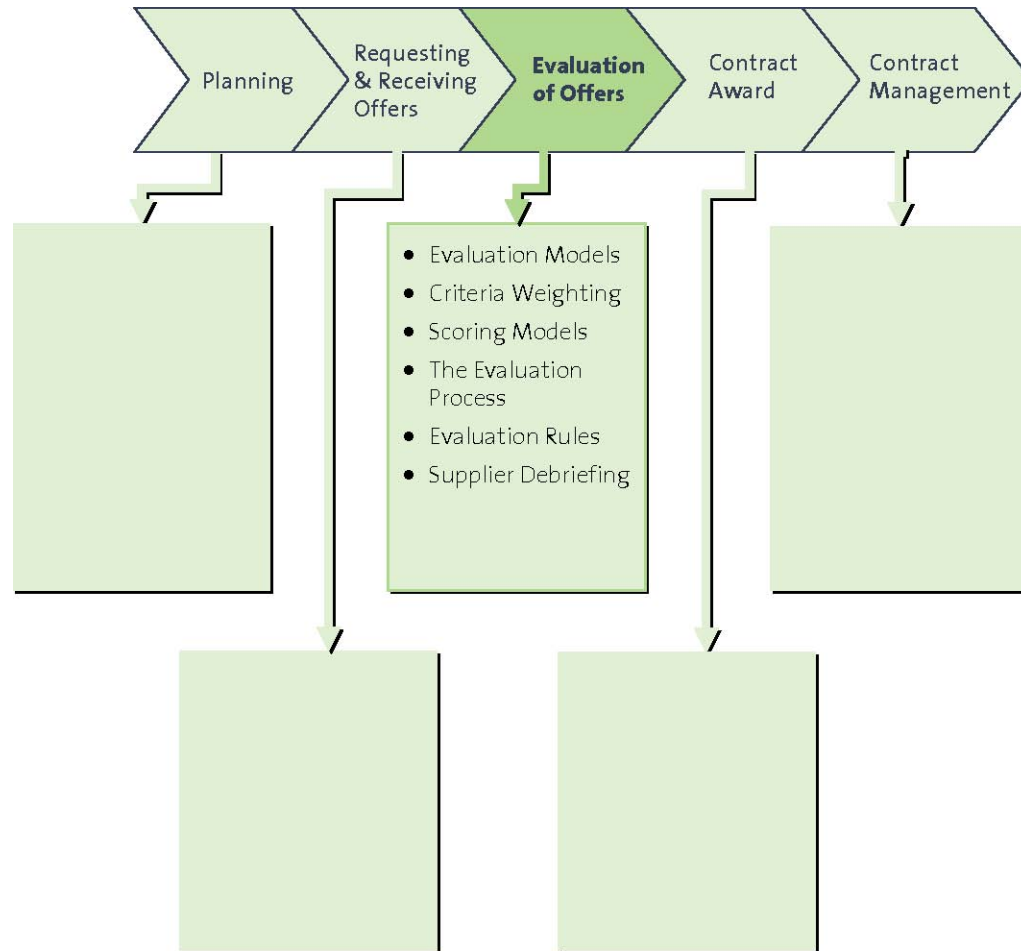 Planning
Requesting
& Receiving
Offers
Evaluation
of Offers
Contract
Award
Contract
Management
• Evaluation Models
• Criteria Weighting
• Scoring Models
• The Evaluation
Process
• Evaluation Rules
• Supplier Debriefing